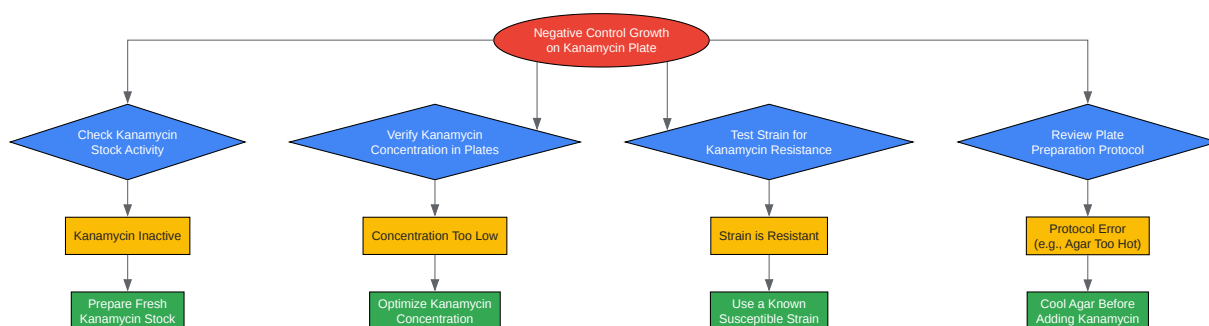 Negative Control Growth
on Kanamycin Plate
Check Kanamycin
Stock Activity
Verify Kanamycin
Concentration in Plates
Test Strain for
Kanamycin Resistance
Review Plate
Preparation Protocol
Kanamycin Inactive
Concentration Too Low
Strain is Resistant
Protocol Error
(e.g., Agar Too Hot)
Prepare Fresh
Kanamycin Stock
Optimize Kanamycin
Concentration
Use a Known
Susceptible Strain
Cool Agar Before
Adding Kanamycin